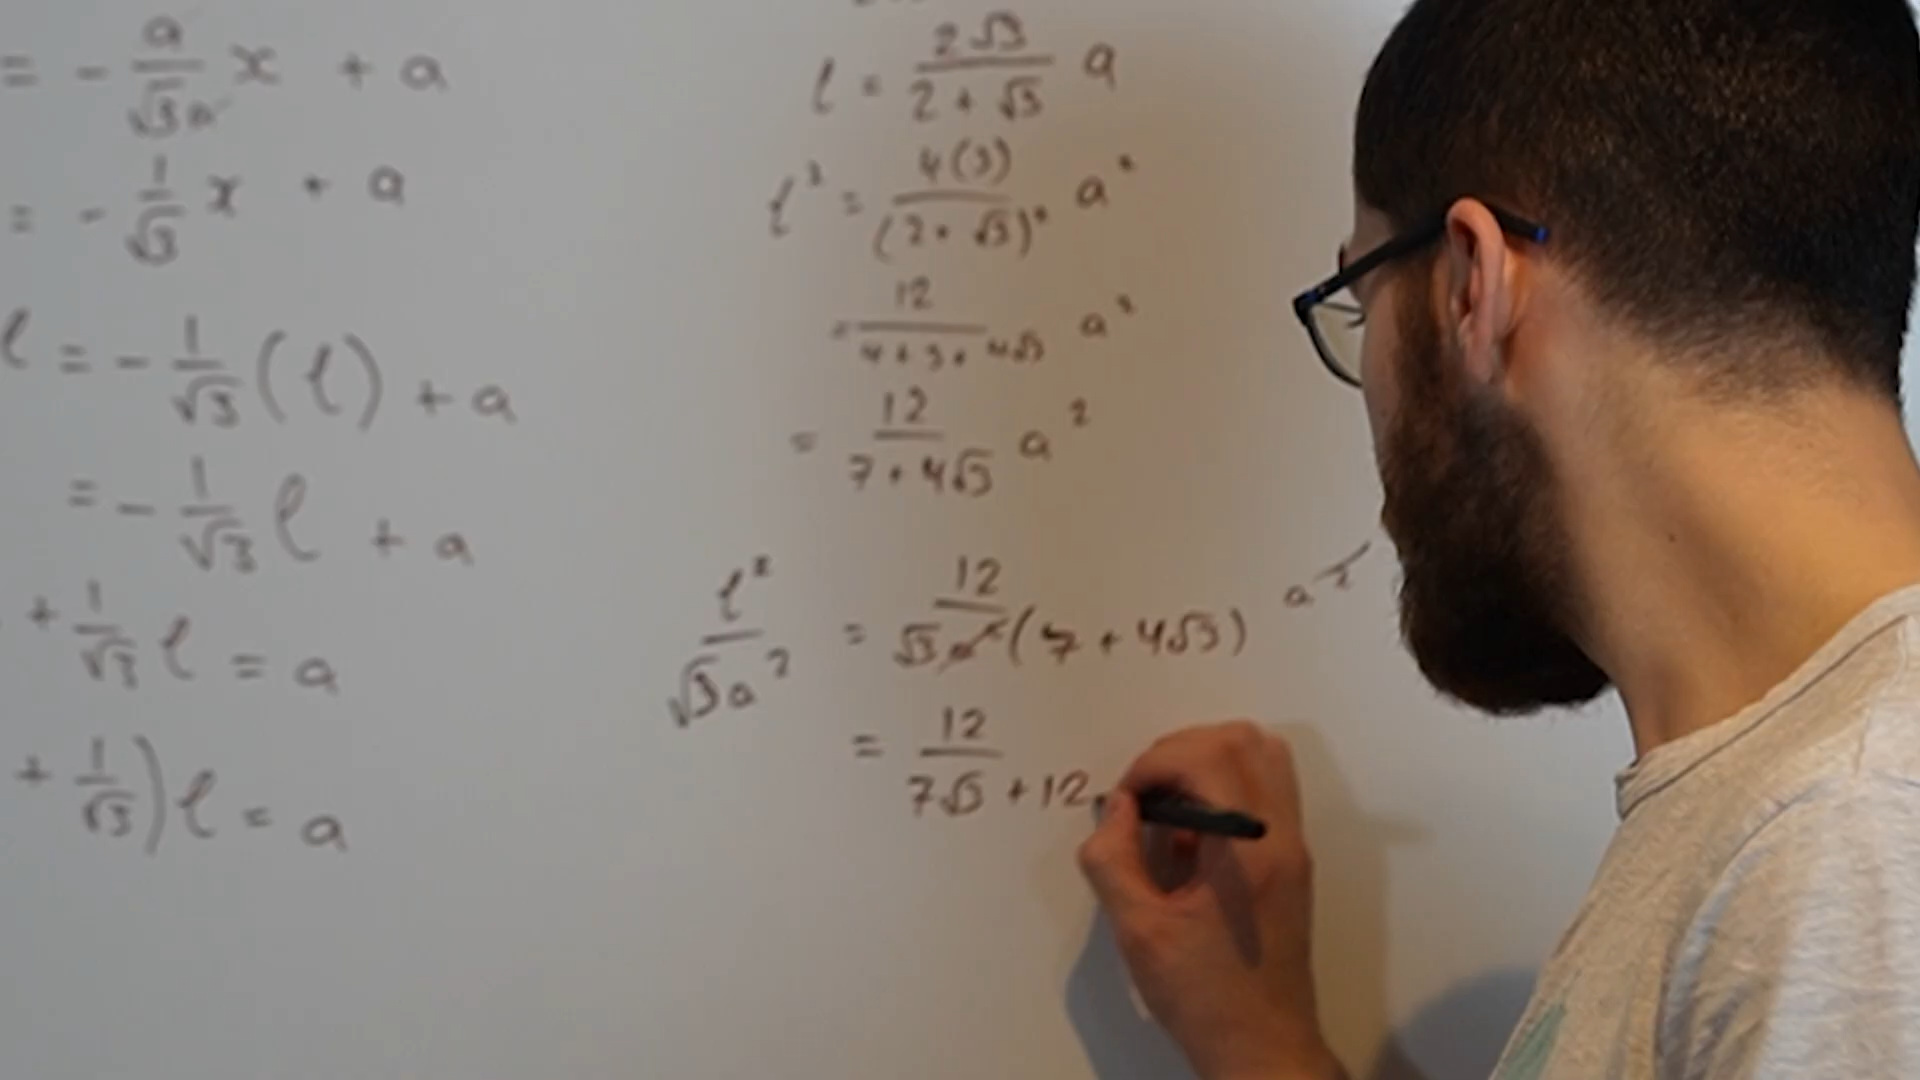 = - a/√3a x + a
= - 1/√3 x + a
l = - 1/√3 (l) + a
= - 1/√3 l + a
+ 1/√3 l = a
+ 1/√3) l = a
l = 2√3/(2 + √3) a
l² = 4(3)/(2 + √3)² a²
= 12/(4 + 3 + 4√3) a²
= 12/(7 + 4√3) a²
l²/(√3a²) = 12/(√3a²(7 + 4√3)) a²
= 12/(7√3 + 12